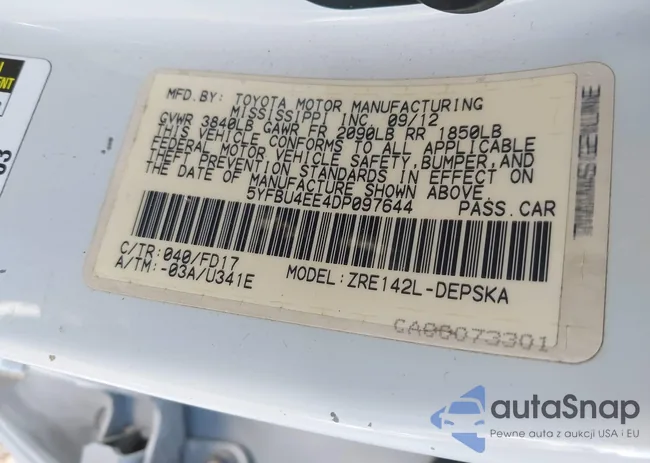 MFD.BY: TOYOTA MOTOR MANUFACTURING
MISSISSIPPI INC. 09/12
GVWR 3840LB GAWR FR 2090LB RR 1850LB
THIS VEHICLE CONFORMS TO ALL APPLICABLE
FEDERAL MOTOR VEHICLE SAFETY,BUMPER,AND
THEFT PREVENTION STANDARDS IN EFFECT ON
THE DATE OF MANUFACTURE SHOWN ABOVE.
5YFBU4EE4DP097644 PASS.CAR
C/TR:040/FD17
A/TM:-03A/U341E MODEL:ZRE142L-DEPSKA
CA00073301
03
autoSnap
Pewne auta z aukcji USA i EU